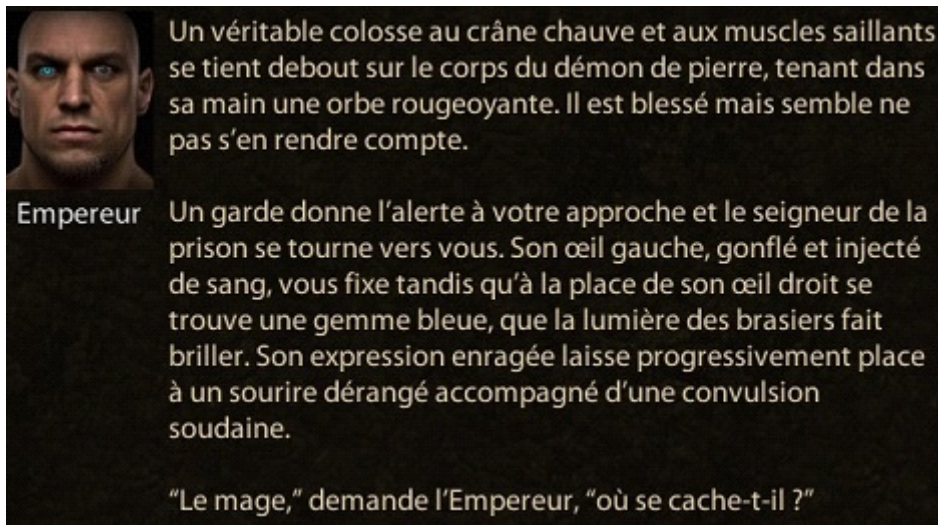 Un véritable colosse au crâne chauve et aux muscles saillants
se tient debout sur le corps du démon de pierre, tenant dans
sa main une orbe rougeoyante. Il est blessé mais semble ne
pas s’en rendre compte.
Empereur
Un garde donne l’alerte à votre approche et le seigneur de la
prison se tourne vers vous. Son œil gauche, gonflé et injecté
de sang, vous fixe tandis qu’à la place de son œil droit se
trouve une gemme bleue, que la lumière des brasiers fait
briller. Son expression enragée laisse progressivement place
à un sourire dérangé accompagné d’une convulsion
soudaine.
“Le mage,” demande l’Empereur, “où se cache-t-il ?”